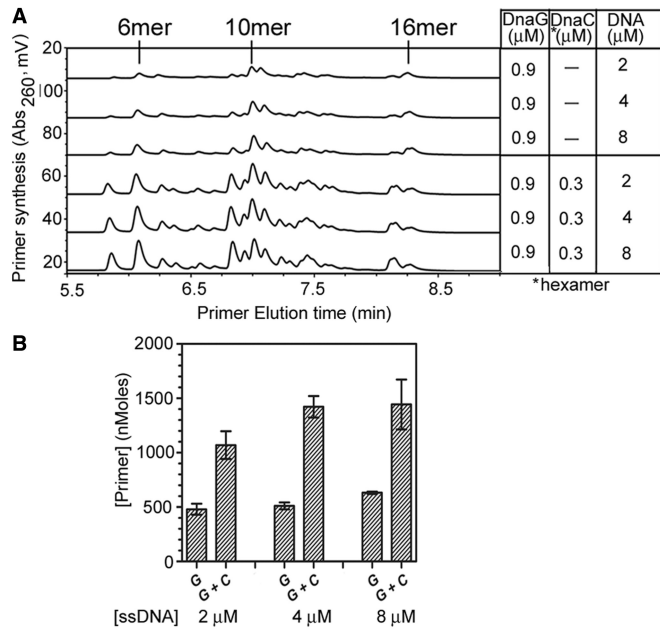 A
6mer 10mer 16mer
DnaG (μM) DnaC *(μM) DNA (μM)
Primer synthesis (Abs 260, mV)
20
100
80
60
40
20
0.9 — 2
0.9 — 4
0.9 — 8
0.9 0.3 2
0.9 0.3 4
0.9 0.3 8
5.5 6.5 7.5 8.5
*hexamer
Primer Elution time (min)
B
[Primer] (nMoles)
2000
1500
1000
500
0
G G + C G G + C G G + C
[ssDNA] 2 μM 4 μM 8 μM